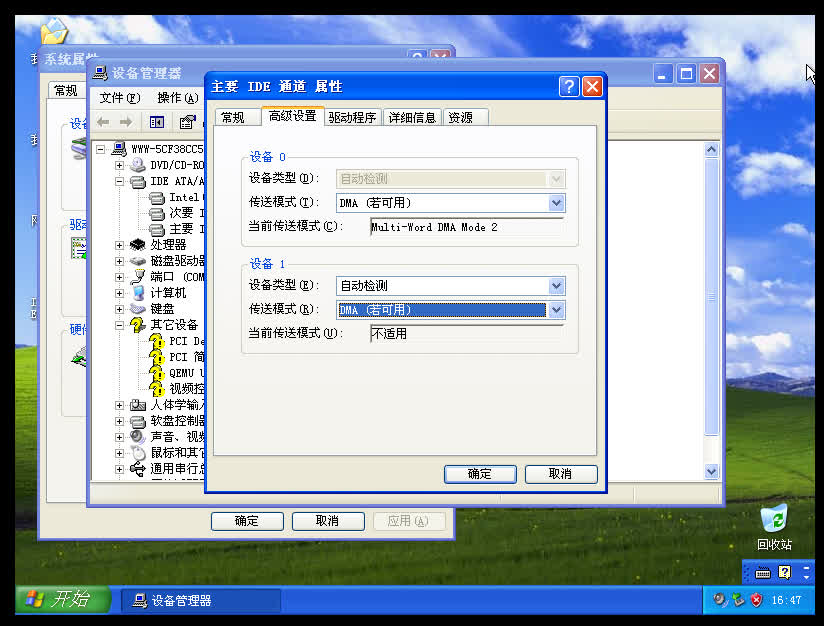 系统属性
常规
设备管理器
文件(F) 操作(A)
WWW-5CF38CC5
DVD/CD-RO
IDE ATA/A
Intel
次要 I
主要 I
处理器
磁盘驱动器
端口 (COM
计算机
键盘
其它设备
PCI De
PCI 简
QEMU U
视频控
人体学输入
软盘控制器
声音、视频
鼠标和其它
通用串行总
主要 IDE 通道 属性
常规 高级设置 驱动程序 详细信息 资源
设备 0
设备类型(D): 自动检测
传送模式(T): DMA (若可用)
当前传送模式(C): Multi-Word DMA Mode 2
设备 1
设备类型(E): 自动检测
传送模式(R): DMA (若可用)
当前传送模式(U): 不适用
确定 取消
确定 取消 应用(A)
回收站
开始 设备管理器 16:47